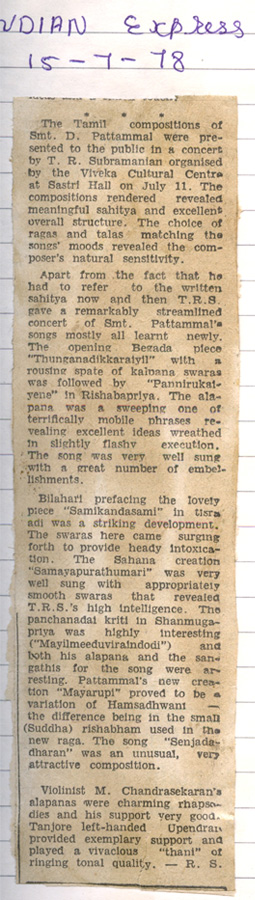 NDIAN Express
15-7-78
* * *
The Tamil compositions of
Smt. D. Pattammal were pre-
sented to the public in a concert
by T. R. Subramanian organised
by the Viveka Cultural Centre
at Sastri Hall on July 11. The
compositions rendered revealed
meaningful sahitya and excellent
overall structure. The choice of
ragas and talas matching the
songs' moods revealed the com-
poser's natural sensitivity.
Apart from the fact that he
had to refer to the written
sahitya now and then T.R.S.
gave a remarkably streamlined
concert of Smt. Pattammal's
songs mostly all learnt newly.
The opening Begada piece
"Thunganadikkaraiyil" with a
rousing spate of kalpana swaras
was followed by "Pannirukai-
yene" in Rishabapriya. The ala-
pana was a sweeping one of
terrifically mobile phrases re-
vealing excellent ideas wreathed
in slightly flashy execution.
The song was very well sung
with a great number of embel-
lishments.
Bilahari prefacing the lovely
piece "Samikandasami" in tisra
adi was a striking development.
The swaras here came surging
forth to provide heady intoxica-
tion. The Sahana creation
"Samayapurathumari" was very
well sung with appropriately
smooth swaras that revealed
T.R.S.'s high intelligence. The
panchanadai kriti in Shanmuga-
priya was highly interesting
("Mayilmeeduviraindodi") and
both his alapana and the san-
gathis for the song were ar-
resting. Pattammal's new crea-
tion "Mayarupi" proved to be a
variation of Hamsadhwani —
the difference being in the small
(Suddha) rishabham used in the
new raga. The song "Senjada-
dharan" was an unusual, very
attractive composition.
Violinist M. Chandrasekaran's
alapanas were charming rhapso-
dies and his support very good.
Tanjore left-handed Upendran
provided exemplary support and
played a vivacious "thani" of
ringing tonal quality. — R. S.